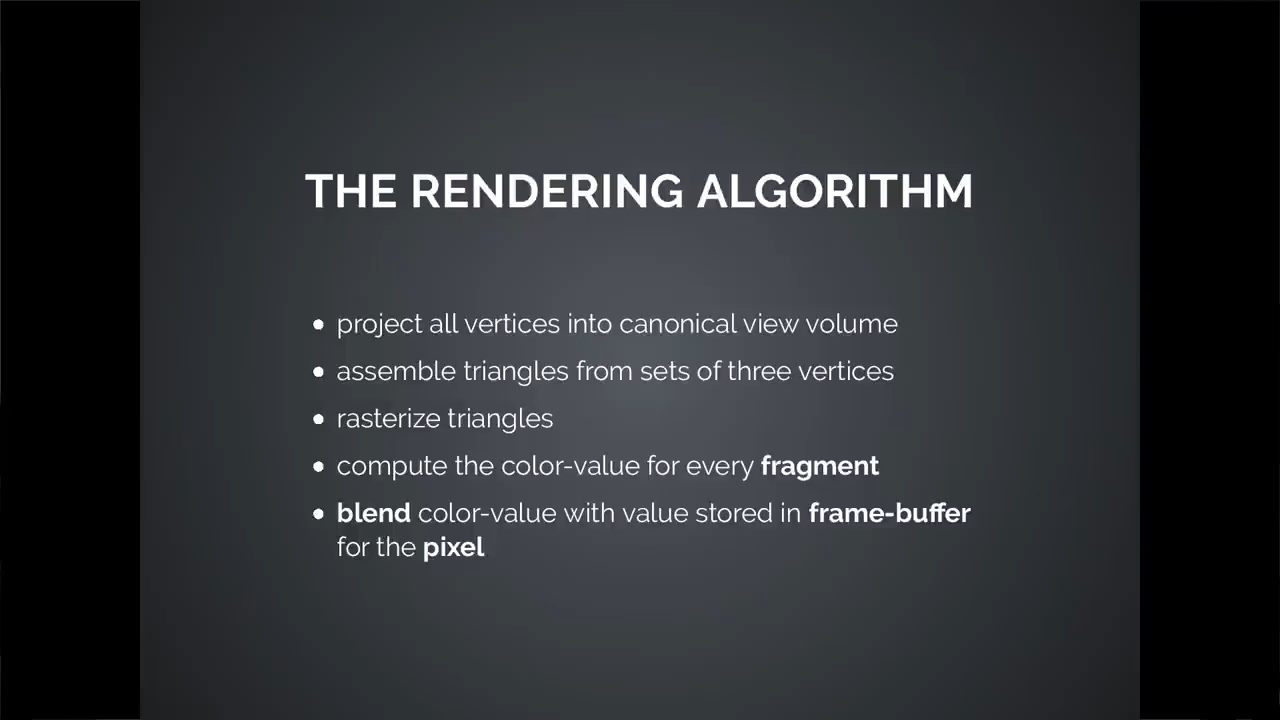 THE RENDERING ALGORITHM
• project all vertices into canonical view volume
• assemble triangles from sets of three vertices
• rasterize triangles
• compute the color-value for every fragment
• blend color-value with value stored in frame-buffer
for the pixel